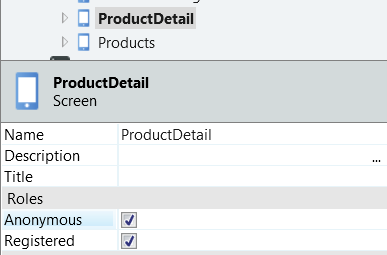 ProductDetail
Products
ProductDetail
Screen
Name ProductDetail
Description ...
Title
Roles
Anonymous
Registered